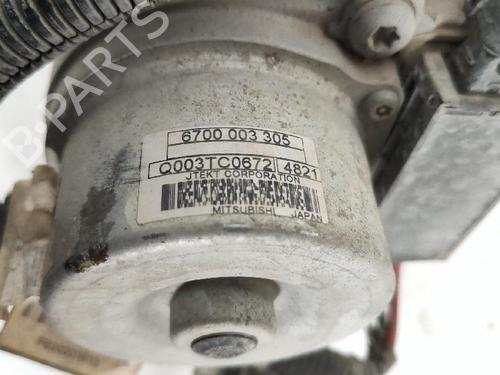 B-PARTS
6700 003 305
Q003TC0672 4821
JTEKT CORPORATION
MITSUBISHI JAPAN